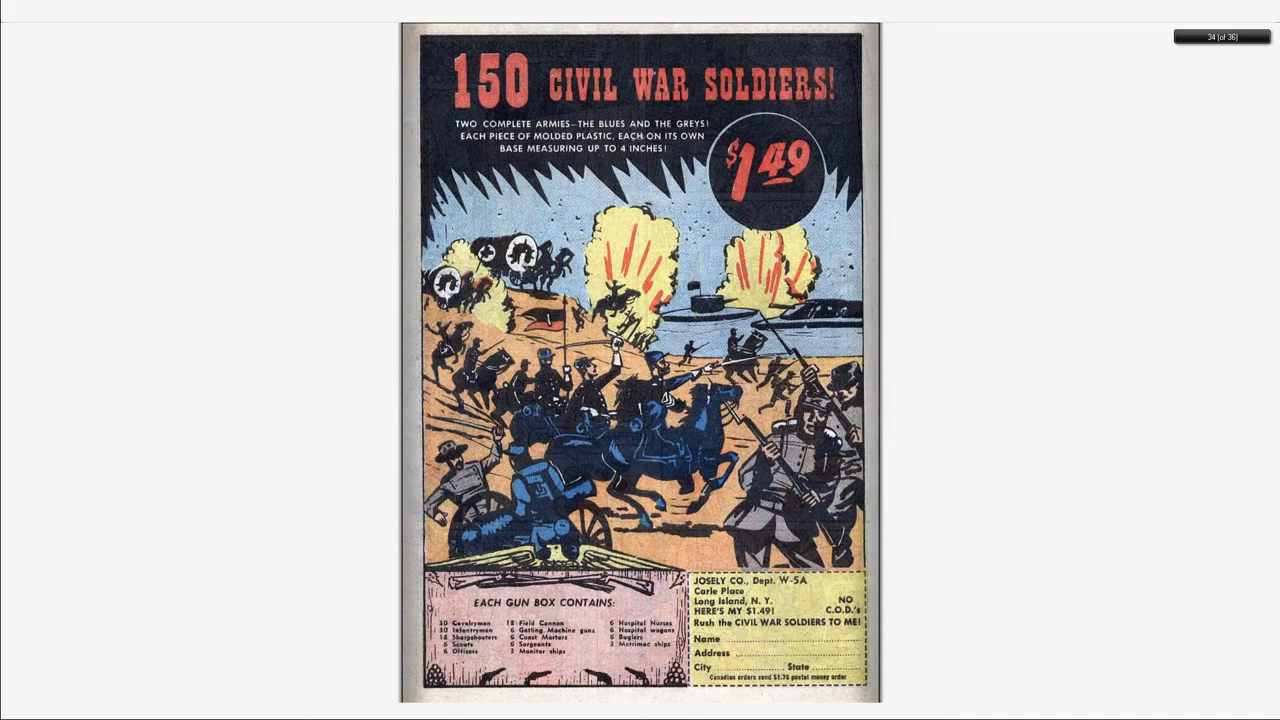 34 (of 36)
150 CIVIL WAR SOLDIERS!
TWO COMPLETE ARMIES—THE BLUES AND THE GREYS!
EACH PIECE OF MOLDED PLASTIC, EACH ON ITS OWN
BASE MEASURING UP TO 4 INCHES!
$1.49
EACH GUN BOX CONTAINS:
30 Cavalrymen
30 Infantrymen
18 Sharpshooters
6 Scouts
6 Officers
18 Field Cannon
6 Gatling Machine guns
6 Coast Mortars
6 Sergeants
3 Monitor ships
6 Hospital Nurses
6 Hospital wagons
6 Buglers
3 Merrimac ships
JOSELY CO., Dept. W-5A
Carle Place
Long Island, N. Y.
HERE'S MY $1.49!
NO
C.O.D.'s
Rush the CIVIL WAR SOLDIERS TO ME!
Name
Address
City State
Canadian orders send $1.75 postal money order